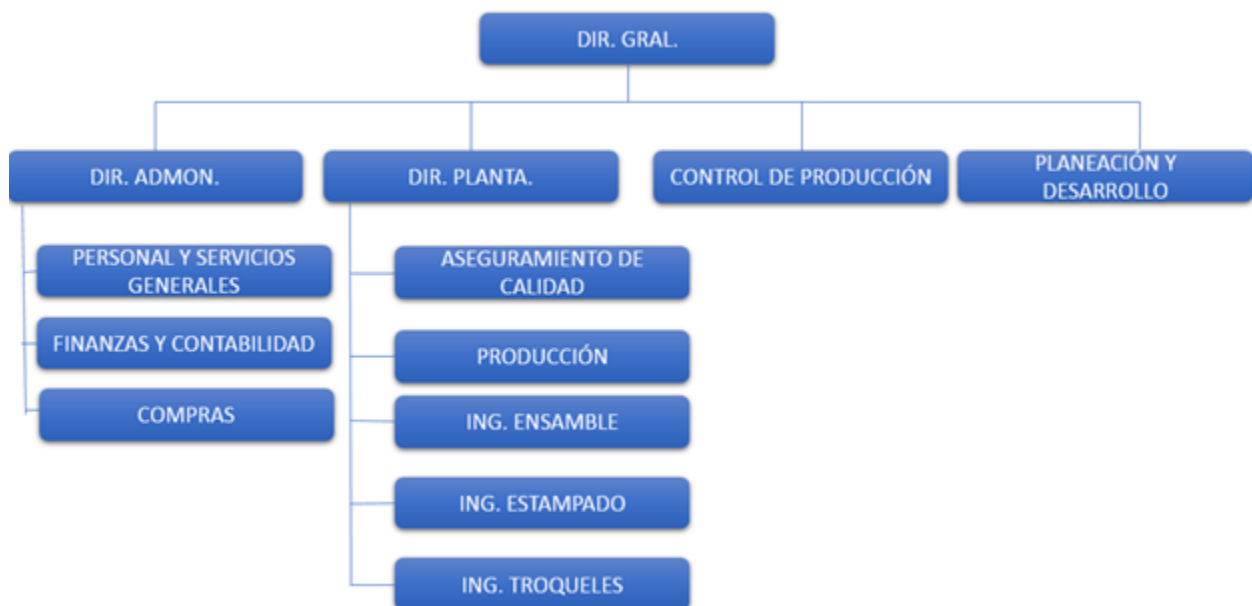 DIR. GRAL.
DIR. ADMON.
DIR. PLANTA.
CONTROL DE PRODUCCIÓN
PLANEACIÓN Y
DESARROLLO
PERSONAL Y SERVICIOS
GENERALES
FINANZAS Y CONTABILIDAD
COMPRAS
ASEGURAMIENTO DE
CALIDAD
PRODUCCIÓN
ING. ENSAMBLE
ING. ESTAMPADO
ING. TROQUELES